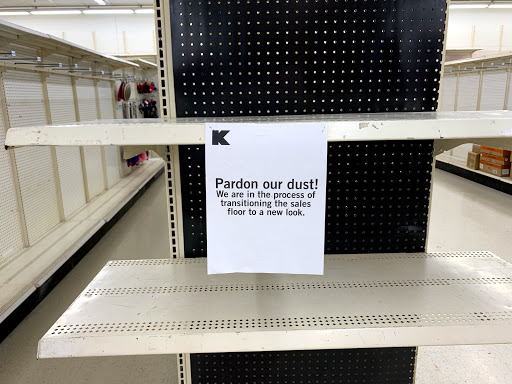 K
Pardon our dust!
We are in the process of
transitioning the sales
floor to a new look.